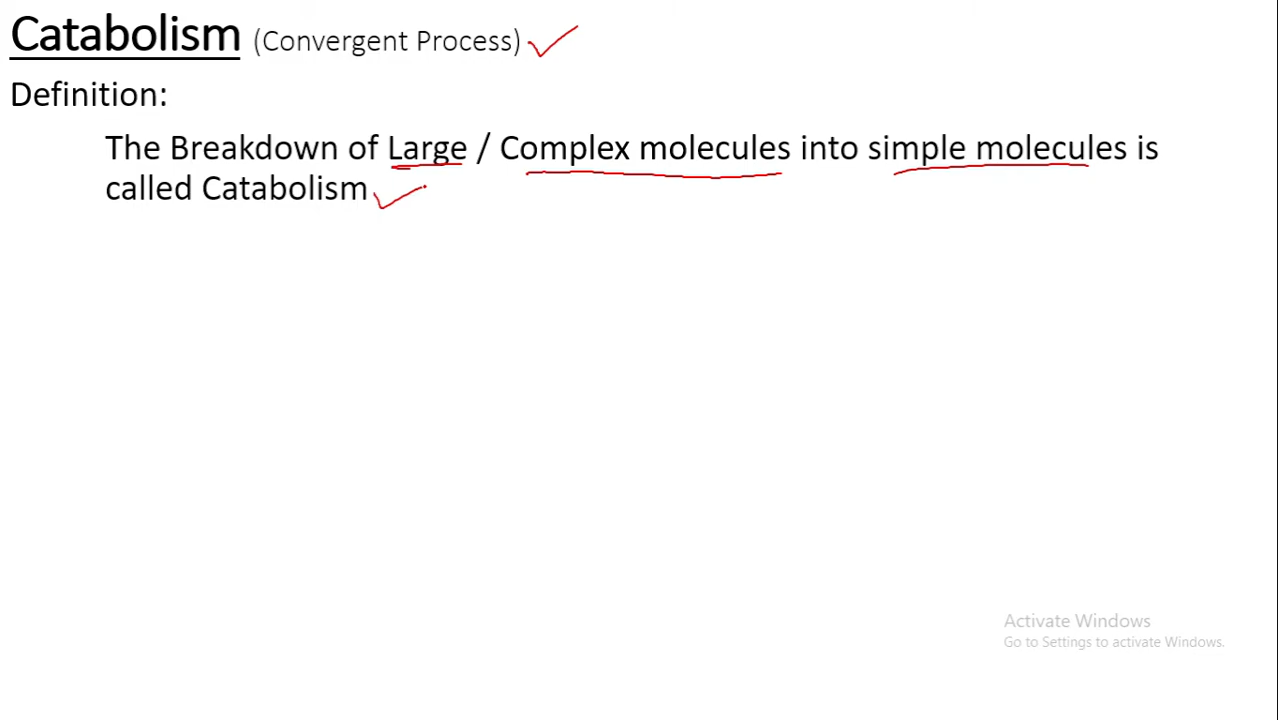 Catabolism (Convergent Process)
Definition:
The Breakdown of Large / Complex molecules into simple molecules is
called Catabolism
Activate Windows
Go to Settings to activate Windows.